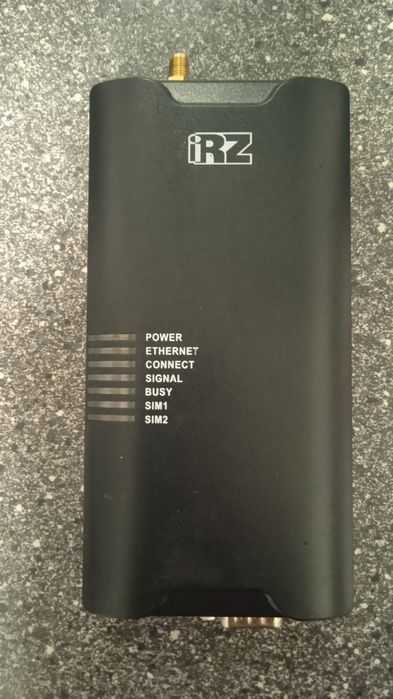 iRZ
POWER
ETHERNET
CONNECT
SIGNAL
BUSY
SIM1
SIM2